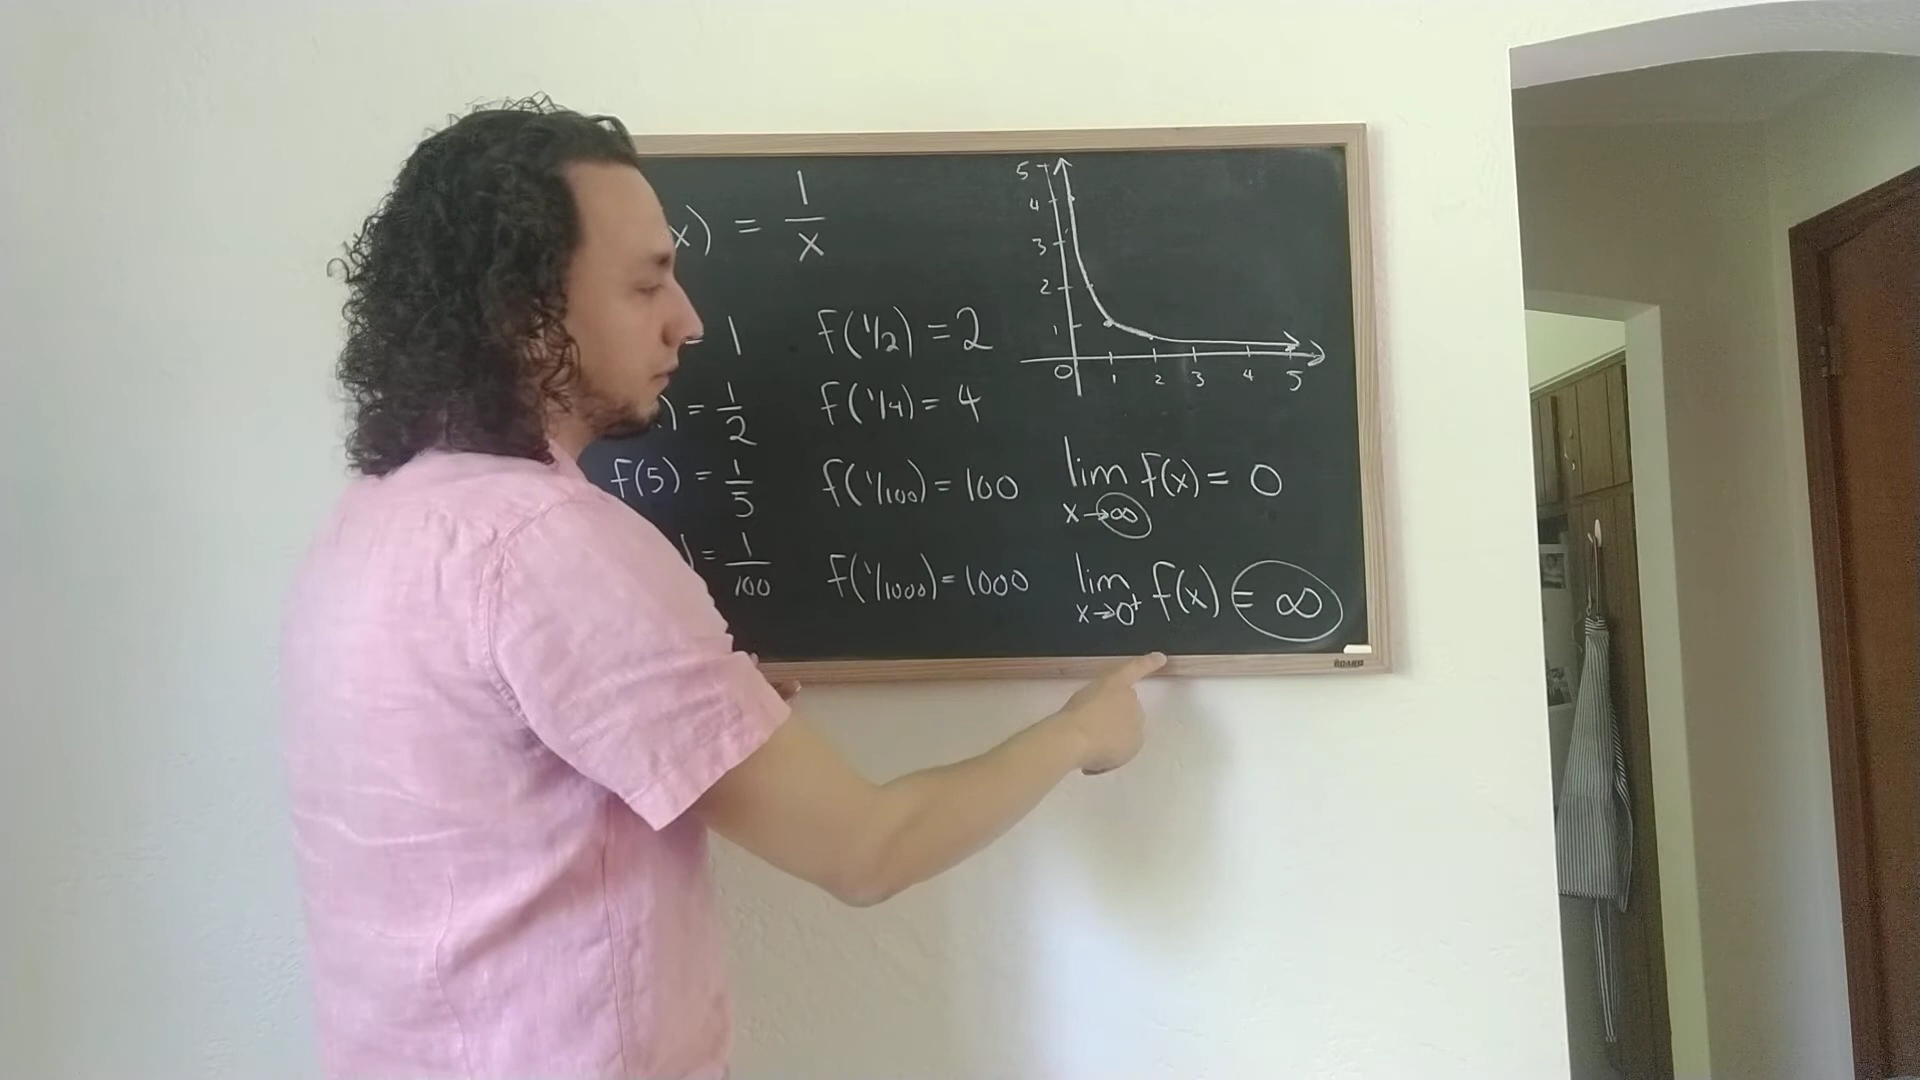 x) = 1/x
= 1
) = 1/2
f(5) = 1/5
) = 1/100
f(1/2) = 2
f(1/4) = 4
f(1/100) = 100
f(1/1000) = 1000
5
4
3
2
1
0 1 2 3 4 5
lim f(x) = 0
x→∞
lim f(x) = ∞
x→0⁺
BOARD